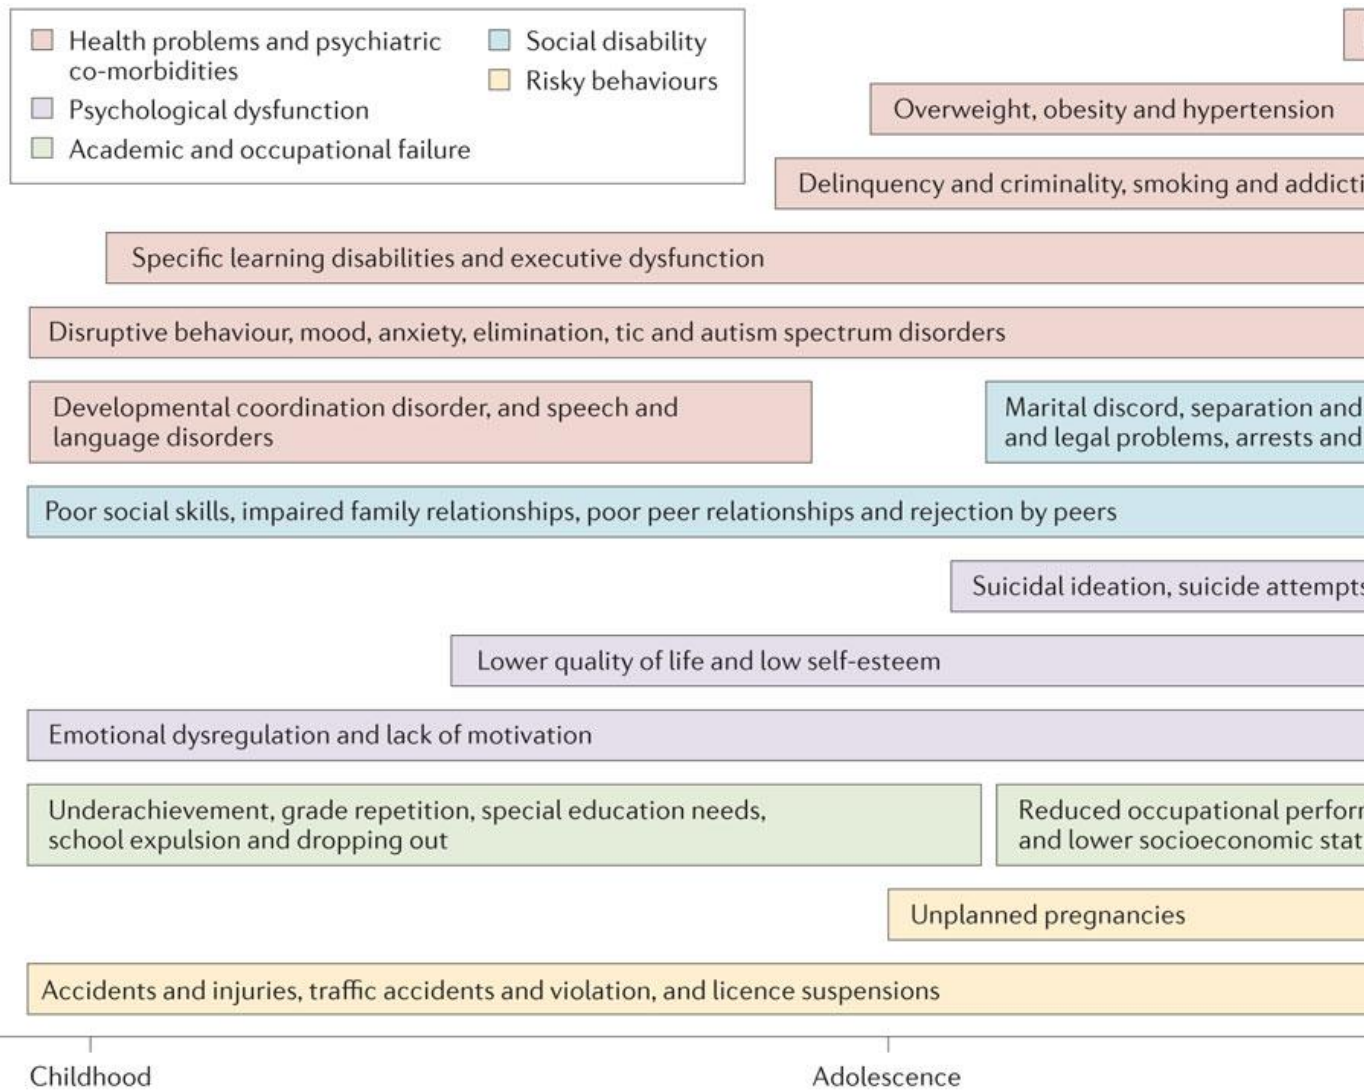 Health problems and psychiatric
co-morbidities
Psychological dysfunction
Academic and occupational failure
Social disability
Risky behaviours
Overweight, obesity and hypertension
Delinquency and criminality, smoking and addicti
Specific learning disabilities and executive dysfunction
Disruptive behaviour, mood, anxiety, elimination, tic and autism spectrum disorders
Developmental coordination disorder, and speech and
language disorders
Marital discord, separation and
and legal problems, arrests and
Poor social skills, impaired family relationships, poor peer relationships and rejection by peers
Suicidal ideation, suicide attempts
Lower quality of life and low self-esteem
Emotional dysregulation and lack of motivation
Underachievement, grade repetition, special education needs,
school expulsion and dropping out
Reduced occupational perfor
and lower socioeconomic stat
Unplanned pregnancies
Accidents and injuries, traffic accidents and violation, and licence suspensions
Childhood
Adolescence